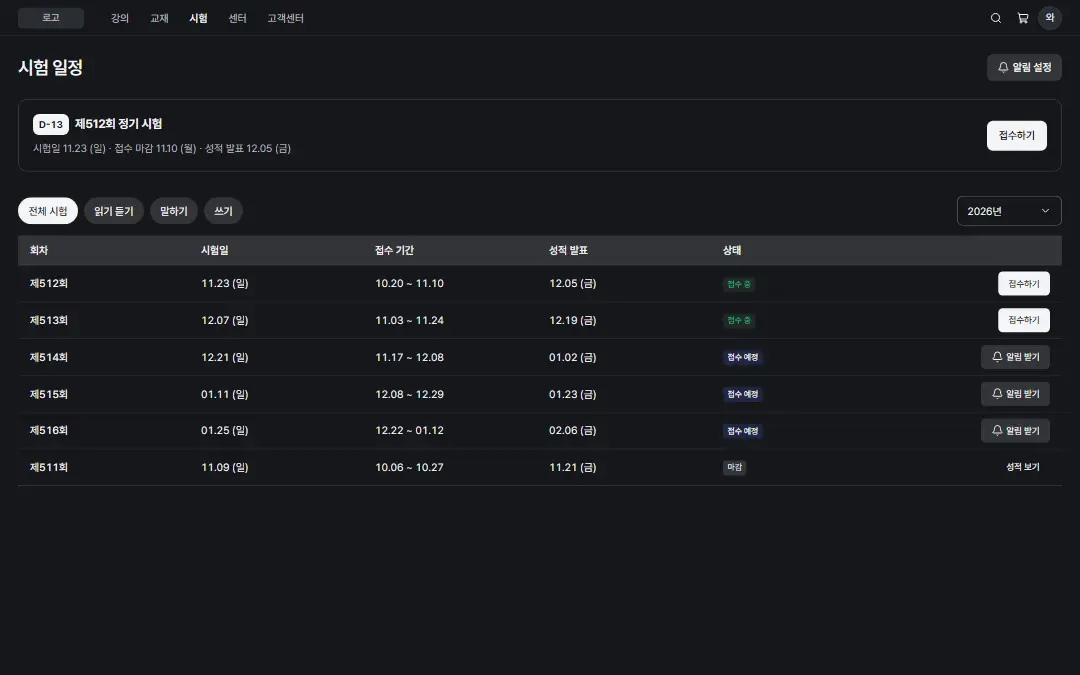 로고 강의 교재 시험 센터 고객센터 와
시험 일정 알림 설정
D-13 제512회 정기 시험
시험일 11.23 (일) · 접수 마감 11.10 (월) · 성적 발표 12.05 (금)
접수하기
전체 시험 읽기 듣기 말하기 쓰기 2026년
회차 시험일 접수 기간 성적 발표 상태
제512회 11.23 (일) 10.20 ~ 11.10 12.05 (금) 접수 중 접수하기
제513회 12.07 (일) 11.03 ~ 11.24 12.19 (금) 접수 중 접수하기
제514회 12.21 (일) 11.17 ~ 12.08 01.02 (금) 접수 예정 알림 받기
제515회 01.11 (일) 12.08 ~ 12.29 01.23 (금) 접수 예정 알림 받기
제516회 01.25 (일) 12.22 ~ 01.12 02.06 (금) 접수 예정 알림 받기
제511회 11.09 (일) 10.06 ~ 10.27 11.21 (금) 마감 성적 보기